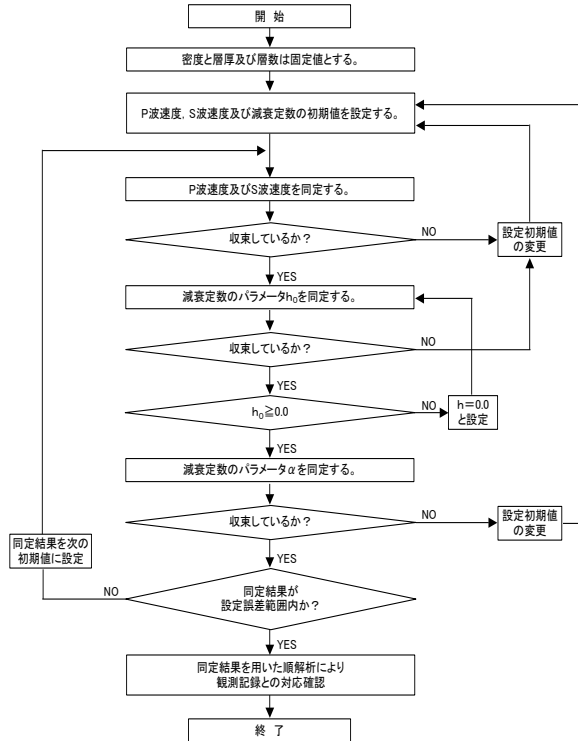 開 始
密度と層厚及び層数は固定値とする。
P波速度, S波速度及び減衰定数の初期値を設定する。
P波速度及びS波速度を同定する。
収束しているか？
NO
設定初期値
の変更
YES
減衰定数のパラメータh₀を同定する。
収束しているか？
NO
YES
h₀≧0.0
NO
h＝0.0
と設定
YES
減衰定数のパラメータαを同定する。
収束しているか？
NO
設定初期値
の変更
YES
同定結果を次の
初期値に設定
NO
同定結果が
設定誤差範囲内か？
YES
同定結果を用いた順解析により
観測記録との対応確認
終 了